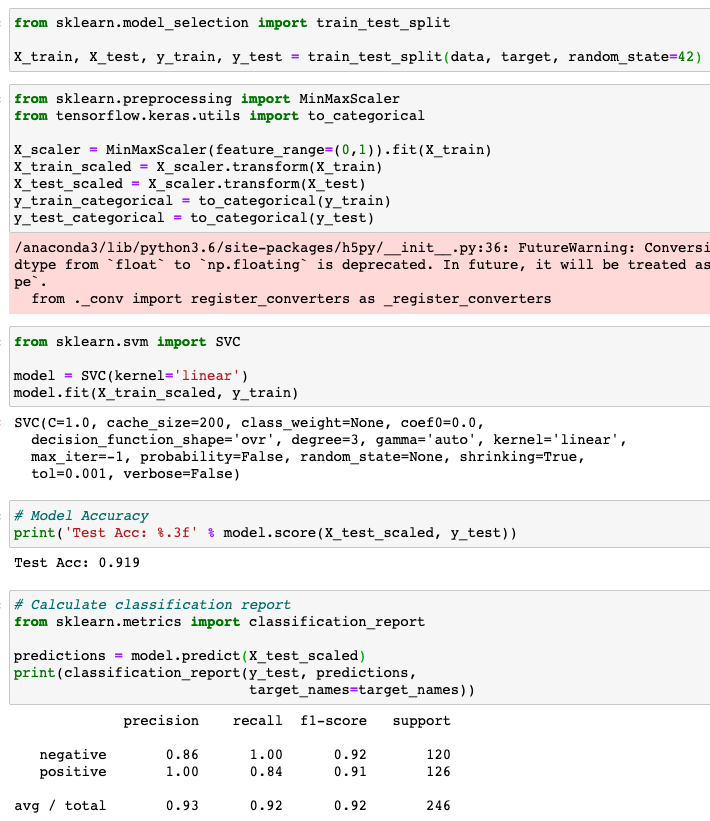 from sklearn.model_selection import train_test_split
X_train, X_test, y_train, y_test = train_test_split(data, target, random_state=42)
from sklearn.preprocessing import MinMaxScaler
from tensorflow.keras.utils import to_categorical
X_scaler = MinMaxScaler(feature_range=(0,1)).fit(X_train)
X_train_scaled = X_scaler.transform(X_train)
X_test_scaled = X_scaler.transform(X_test)
y_train_categorical = to_categorical(y_train)
y_test_categorical = to_categorical(y_test)
/anaconda3/lib/python3.6/site-packages/h5py/__init__.py:36: FutureWarning: Conversi
dtype from `float` to `np.floating` is deprecated. In future, it will be treated as
pe`.
  from ._conv import register_converters as _register_converters
from sklearn.svm import SVC
model = SVC(kernel='linear')
model.fit(X_train_scaled, y_train)
SVC(C=1.0, cache_size=200, class_weight=None, coef0=0.0,
  decision_function_shape='ovr', degree=3, gamma='auto', kernel='linear',
  max_iter=-1, probability=False, random_state=None, shrinking=True,
  tol=0.001, verbose=False)
# Model Accuracy
print('Test Acc: %.3f' % model.score(X_test_scaled, y_test))
Test Acc: 0.919
# Calculate classification report
from sklearn.metrics import classification_report
predictions = model.predict(X_test_scaled)
print(classification_report(y_test, predictions,
                            target_names=target_names))
             precision    recall  f1-score   support
   negative       0.86      1.00      0.92       120
   positive       1.00      0.84      0.91       126
avg / total       0.93      0.92      0.92       246